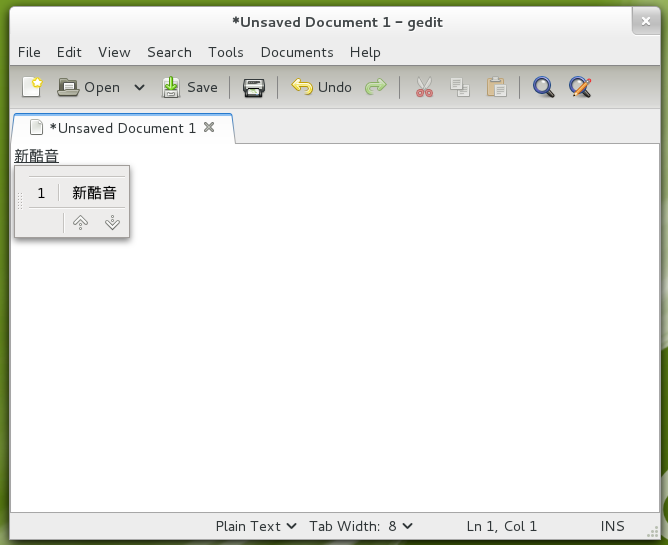 *Unsaved Document 1 - gedit
File Edit View Search Tools Documents Help
Open Save Undo
*Unsaved Document 1
新酷音
1 新酷音
Plain Text Tab Width: 8 Ln 1, Col 1 INS